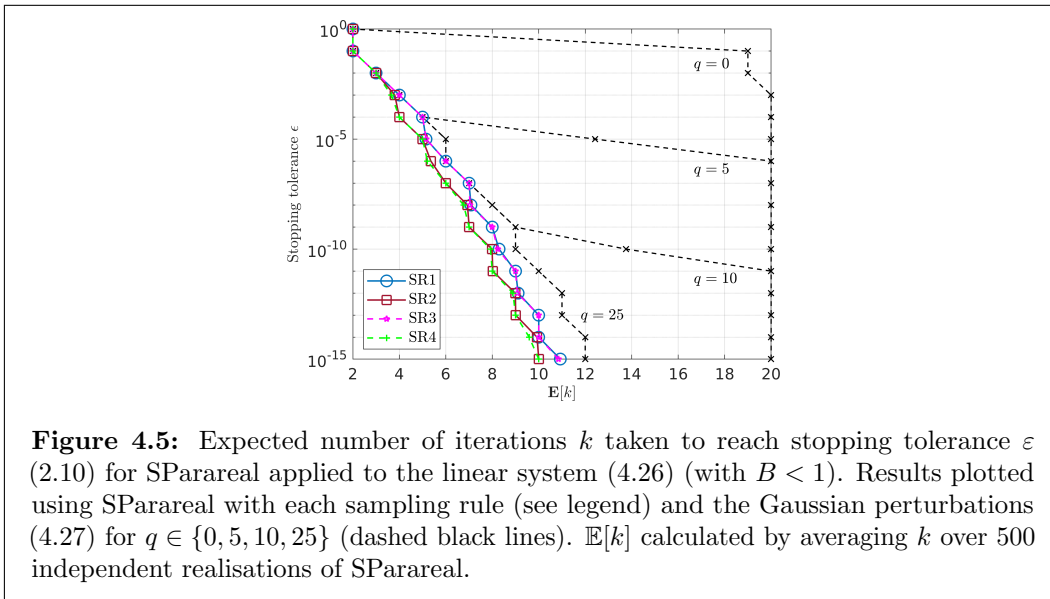 10^0
10^-5
10^-10
10^-15
Stopping tolerance ϵ
q = 0
q = 5
q = 10
q = 25
SR1
SR2
SR3
SR4
2 4 6 8 10 12 14 16 18 20
E[k]
Figure 4.5: Expected number of iterations k taken to reach stopping tolerance ε
(2.10) for SParareal applied to the linear system (4.26) (with B < 1). Results plotted
using SParareal with each sampling rule (see legend) and the Gaussian perturbations
(4.27) for q ∈ {0, 5, 10, 25} (dashed black lines). 𝔼[k] calculated by averaging k over 500
independent realisations of SParareal.